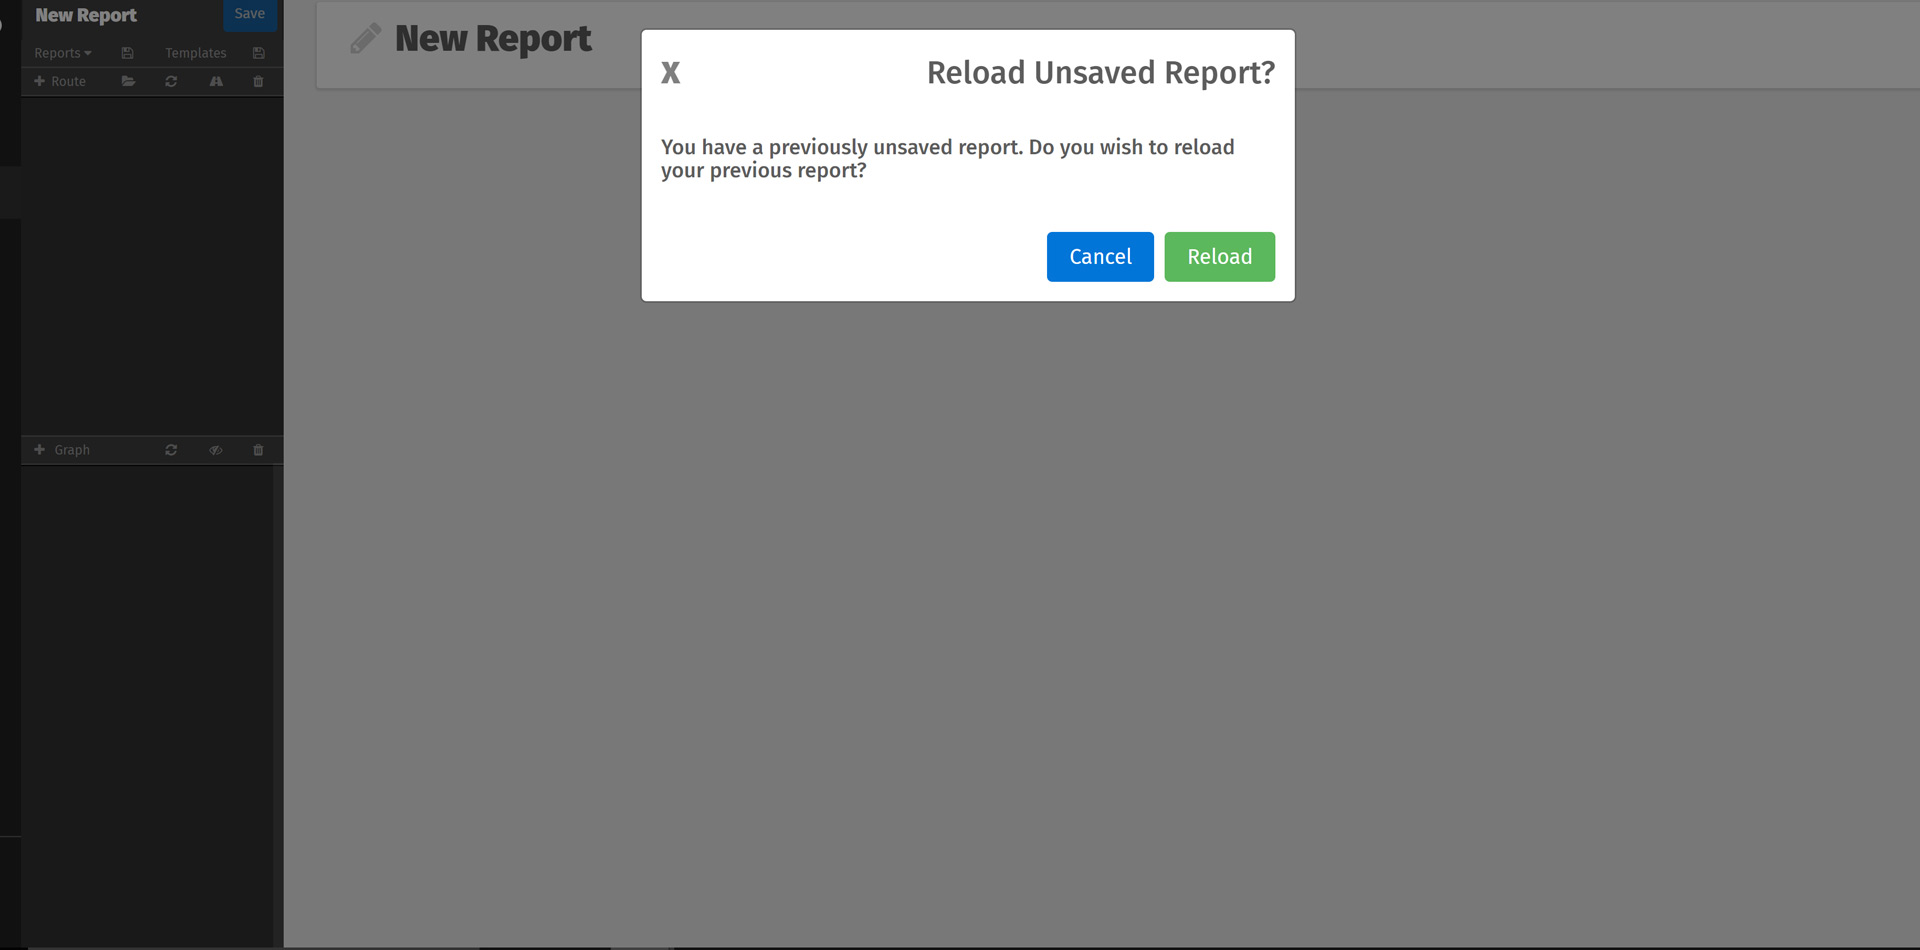 New Report
Save
Reports
Templates
Route
Graph
New Report
X
Reload Unsaved Report?
You have a previously unsaved report. Do you wish to reload
your previous report?
Cancel
Reload